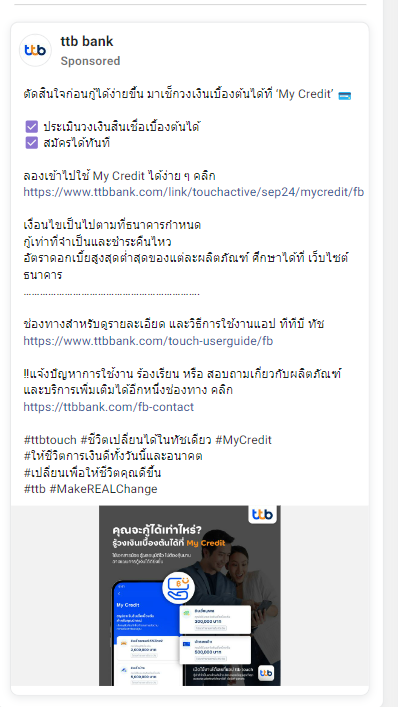 ttb
ttb bank
Sponsored
ตัดสินใจก่อนกู้ได้ง่ายขึ้น มาเช็กวงเงินเบื้องต้นได้ที่ ‘My Credit’
ประเมินวงเงินสินเชื่อเบื้องต้นได้
สมัครได้ทันที
ลองเข้าไปใช้ My Credit ได้ง่าย ๆ คลิก
https://www.ttbbank.com/link/touchactive/sep24/mycredit/fb
เงื่อนไขเป็นไปตามที่ธนาคารกำหนด
กู้เท่าที่จำเป็นและชำระคืนไหว
อัตราดอกเบี้ยสูงสุดต่ำสุดของแต่ละผลิตภัณฑ์ ศึกษาได้ที่ เว็บไซต์
ธนาคาร
................................................................
ช่องทางสำหรับดูรายละเอียด และวิธีการใช้งานแอป ทีทีบี ทัช
https://www.ttbbank.com/touch-userguide/fb
!!แจ้งปัญหาการใช้งาน ร้องเรียน หรือ สอบถามเกี่ยวกับผลิตภัณฑ์
และบริการเพิ่มเติมได้อีกหนึ่งช่องทาง คลิก
https://ttbbank.com/fb-contact
#ttbtouch #ชีวิตเปลี่ยนได้ในทัชเดียว #MyCredit
#ให้ชีวิตการเงินดีทั้งวันนี้และอนาคต
#เปลี่ยนเพื่อให้ชีวิตคุณดีขึ้น
#ttb #MakeREALChange
ttb
คุณจะกู้ได้เท่าไหร่?
รู้วงเงินเบื้องต้นได้ที่ My Credit
My Credit
300,000 บาท
2,000,000 บาท
500,000 บาท
ttb